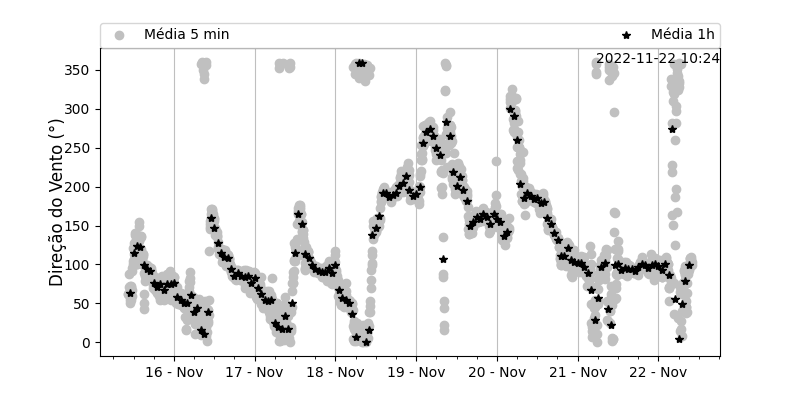 Média 5 min
Média 1h
2022-11-22 10:24
Direção do Vento (°)
350
300
250
200
150
100
50
0
16 - Nov
17 - Nov
18 - Nov
19 - Nov
20 - Nov
21 - Nov
22 - Nov